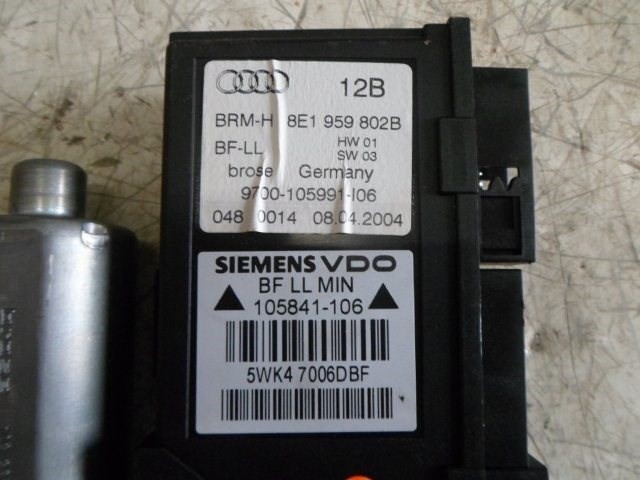 12B
BRM-H 8E1 959 802B
BF-LL HW 01
SW 03
brose Germany
9700-105991-106
048 0014 08.04.2004
SIEMENS VDO
BF LL MIN
105841-106
5WK4 7006DBF